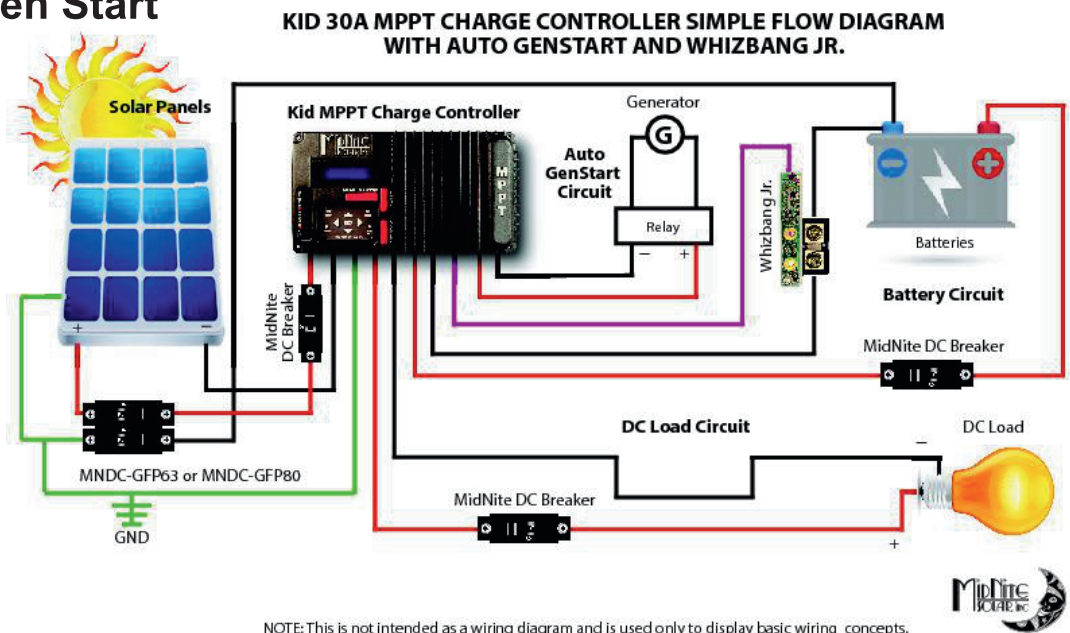 en Start
KID 30A MPPT CHARGE CONTROLLER SIMPLE FLOW DIAGRAM
WITH AUTO GENSTART AND WHIZBANG JR.
Solar Panels
Kid MPPT Charge Controller
Generator
G
Auto
GenStart
Circuit
Relay
− +
MPPT
Whizbang Jr.
Batteries
Battery Circuit
MidNite
DC Breaker
MidNite DC Breaker
+ −
DC Load Circuit
DC Load
−
MNDC-GFP63 or MNDC-GFP80
MidNite DC Breaker
GND
+
MIDNITE
SOLAR INC
NOTE: This is not intended as a wiring diagram and is used only to display basic wiring concepts.